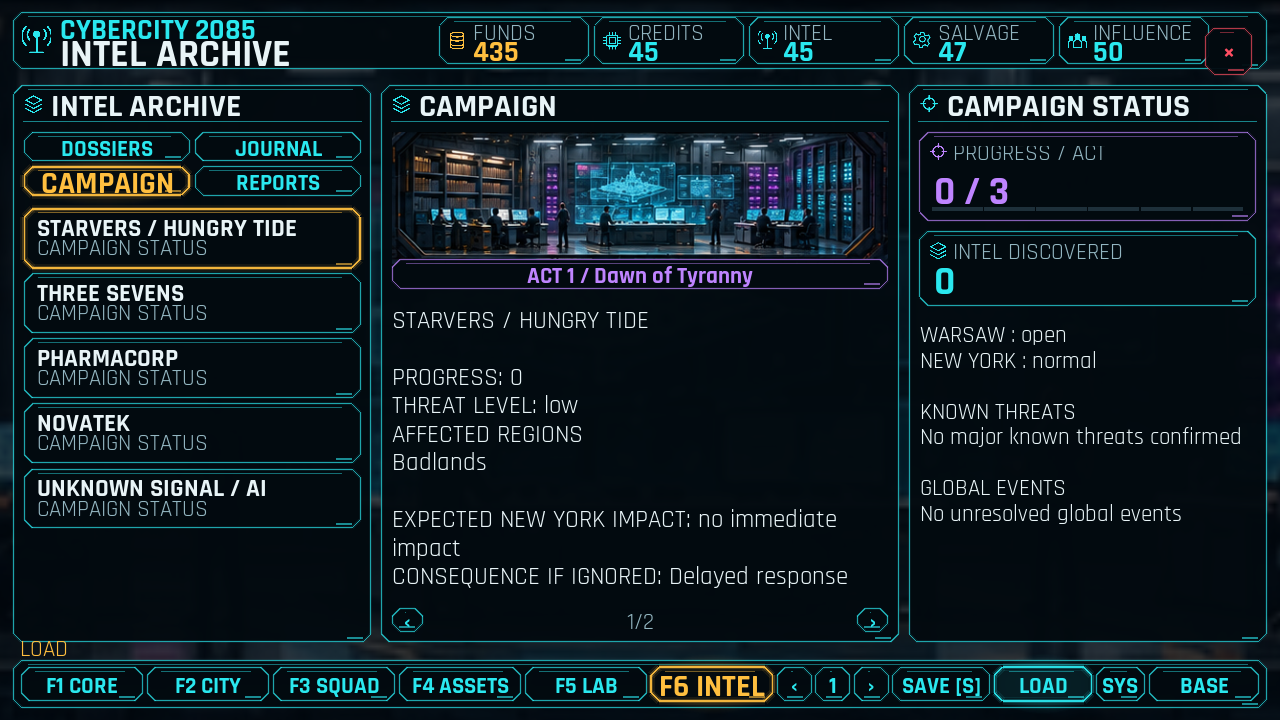 CYBERCITY 2085
INTEL ARCHIVE
FUNDS
435
CREDITS
45
INTEL
45
SALVAGE
47
INFLUENCE
50
×
INTEL ARCHIVE
DOSSIERS
JOURNAL
CAMPAIGN
REPORTS
STARVERS / HUNGRY TIDE
CAMPAIGN STATUS
THREE SEVENS
CAMPAIGN STATUS
PHARMACORP
CAMPAIGN STATUS
NOVATEK
CAMPAIGN STATUS
UNKNOWN SIGNAL / AI
CAMPAIGN STATUS
CAMPAIGN
ACT 1 / Dawn of Tyranny
STARVERS / HUNGRY TIDE
PROGRESS: 0
THREAT LEVEL: low
AFFECTED REGIONS
Badlands
EXPECTED NEW YORK IMPACT: no immediate
impact
CONSEQUENCE IF IGNORED: Delayed response
‹ 1/2 ›
CAMPAIGN STATUS
PROGRESS / ACT
0 / 3
INTEL DISCOVERED
0
WARSAW : open
NEW YORK : normal
KNOWN THREATS
No major known threats confirmed
GLOBAL EVENTS
No unresolved global events
LOAD
F1 CORE F2 CITY F3 SQUAD F4 ASSETS F5 LAB F6 INTEL ‹ 1 › SAVE [S] LOAD SYS BASE